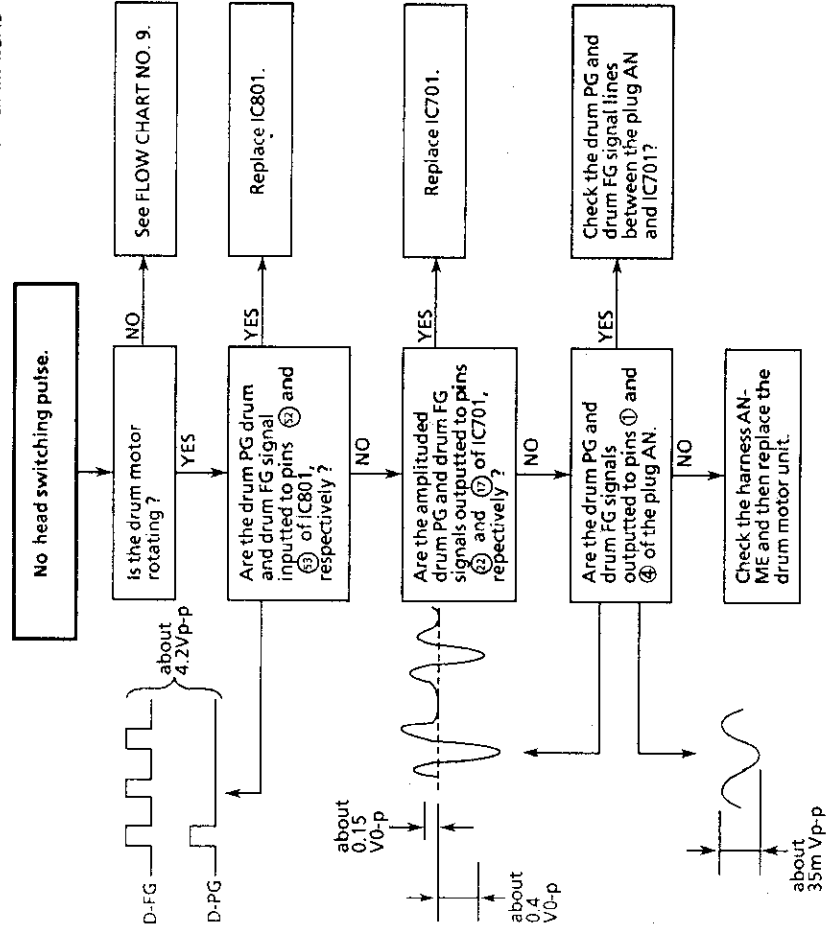 No head switching pulse.
Is the drum motor
rotating ?
NO
See FLOW CHART NO. 9.
YES
Are the drum PG drum
and drum FG signal
inputted to pins 52 and
53 of IC801,
respectively ?
YES
Replace IC801.
NO
Are the amplituded
drum PG and drum FG
signals outputted to pins
22 and 17 of IC701,
repectively ?
YES
Replace IC701.
NO
Are the drum PG and
drum FG signals
outputted to pins ① and
④ of the plug AN.
YES
Check the drum PG and
drum FG signal lines
between the plug AN
and IC701?
NO
Check the harness AN-
ME and then replace the
drum motor unit.
D-FG
D-PG
about
4.2Vp-p
about
0.15
V0-p
about
0.4
V0-p
about
35m Vp-p